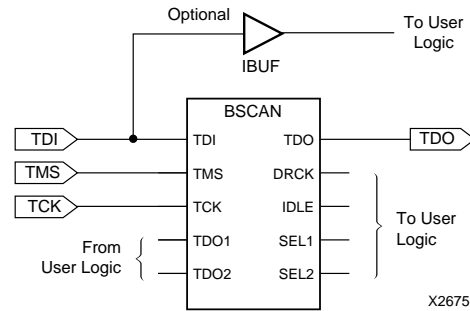 Optional
To User
Logic
IBUF
BSCAN
TDI TDI TDO TDO
TMS TMS DRCK
TCK TCK IDLE
To User
Logic
From
User Logic
TDO1 SEL1
TDO2 SEL2
X2675